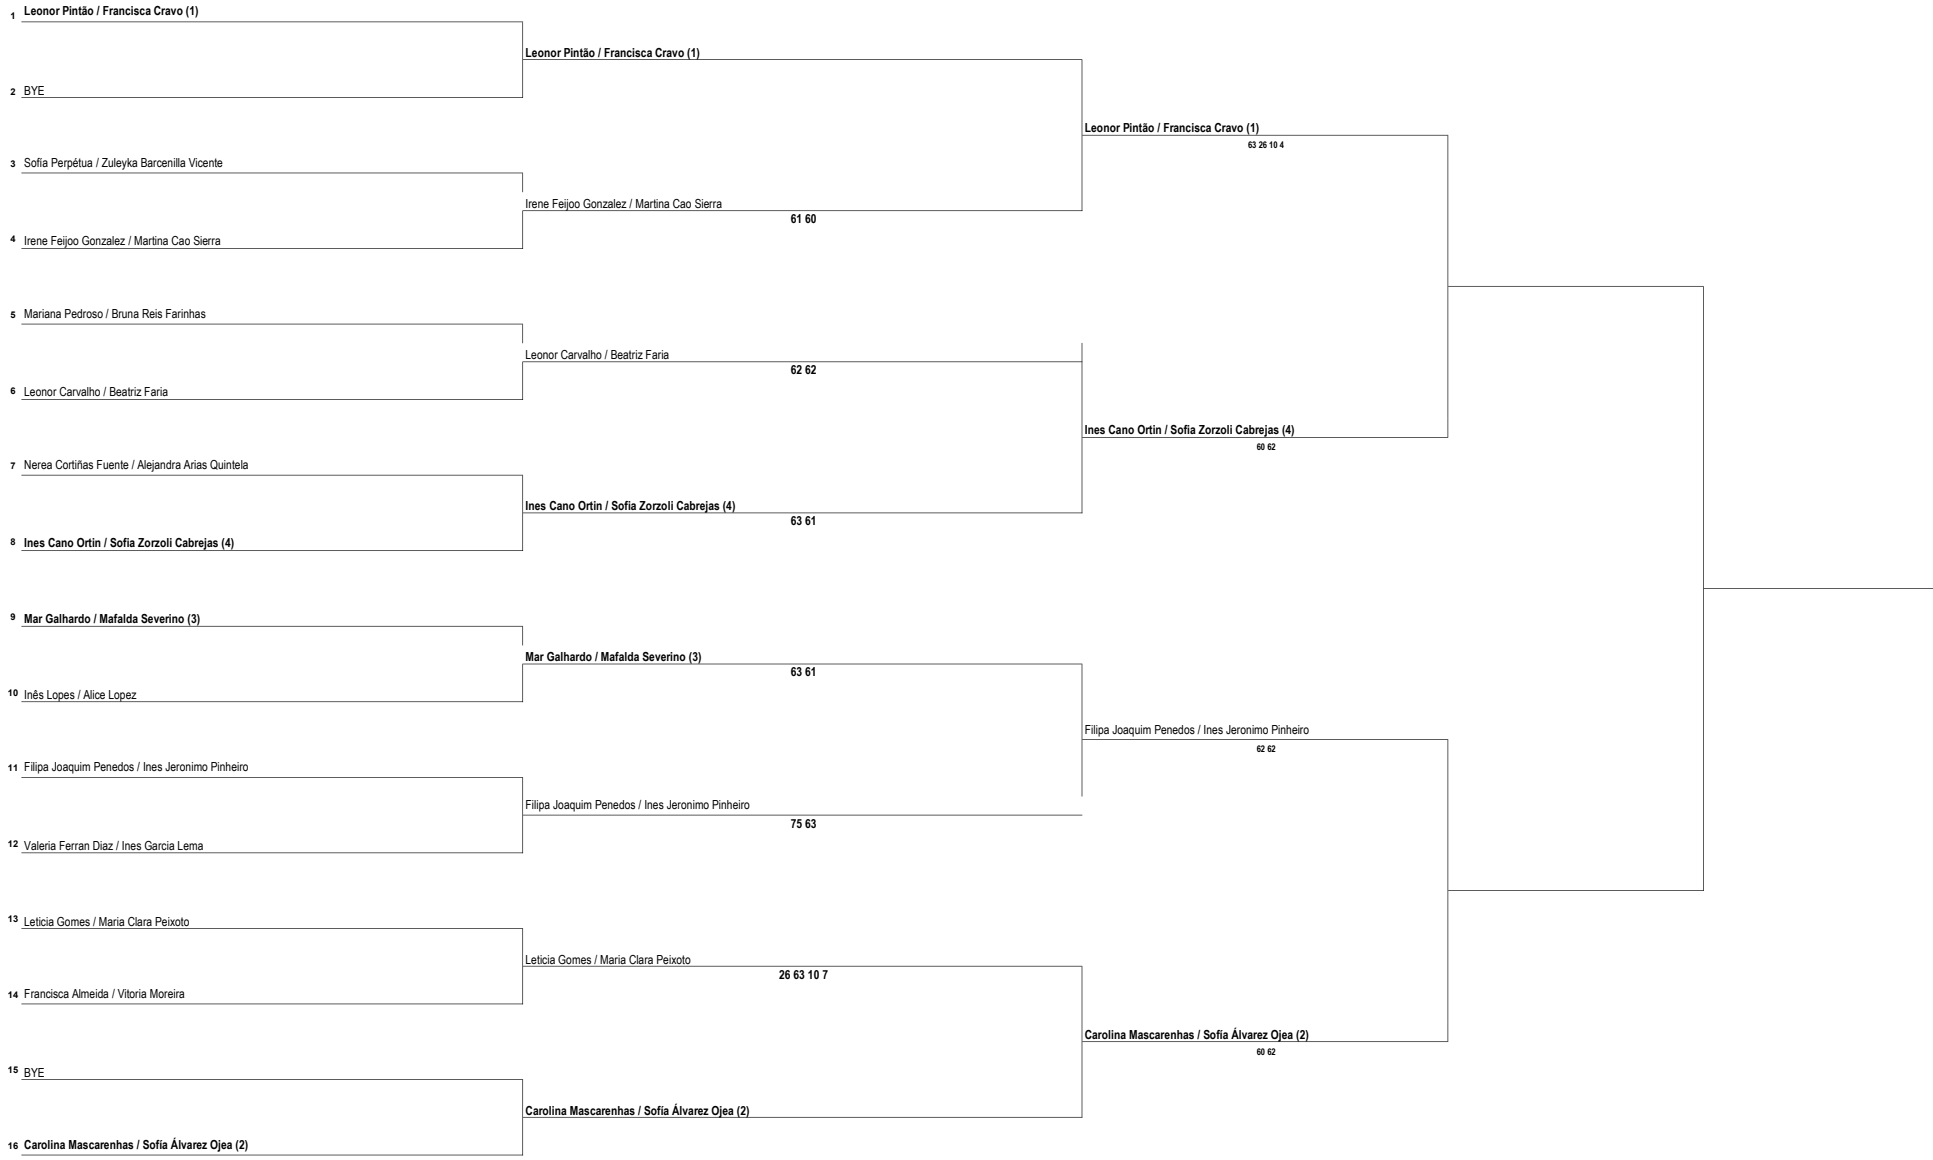 1 Leonor Pintão / Francisca Cravo (1)
Leonor Pintão / Francisca Cravo (1)
2 BYE
Leonor Pintão / Francisca Cravo (1)
63 26 10 4
3 Sofía Perpétua / Zuleyka Barcenilla Vicente
Irene Feijoo Gonzalez / Martina Cao Sierra
61 60
4 Irene Feijoo Gonzalez / Martina Cao Sierra
5 Mariana Pedroso / Bruna Reis Farinhas
Leonor Carvalho / Beatriz Faria
62 62
6 Leonor Carvalho / Beatriz Faria
Ines Cano Ortin / Sofia Zorzoli Cabrejas (4)
60 62
7 Nerea Cortiñas Fuente / Alejandra Arias Quintela
Ines Cano Ortin / Sofia Zorzoli Cabrejas (4)
63 61
8 Ines Cano Ortin / Sofia Zorzoli Cabrejas (4)
9 Mar Galhardo / Mafalda Severino (3)
Mar Galhardo / Mafalda Severino (3)
63 61
10 Inês Lopes / Alice Lopez
Filipa Joaquim Penedos / Ines Jeronimo Pinheiro
62 62
11 Filipa Joaquim Penedos / Ines Jeronimo Pinheiro
Filipa Joaquim Penedos / Ines Jeronimo Pinheiro
75 63
12 Valeria Ferran Diaz / Ines Garcia Lema
13 Leticia Gomes / Maria Clara Peixoto
Leticia Gomes / Maria Clara Peixoto
26 63 10 7
14 Francisca Almeida / Vitoria Moreira
Carolina Mascarenhas / Sofía Álvarez Ojea (2)
60 62
15 BYE
Carolina Mascarenhas / Sofía Álvarez Ojea (2)
16 Carolina Mascarenhas / Sofía Álvarez Ojea (2)